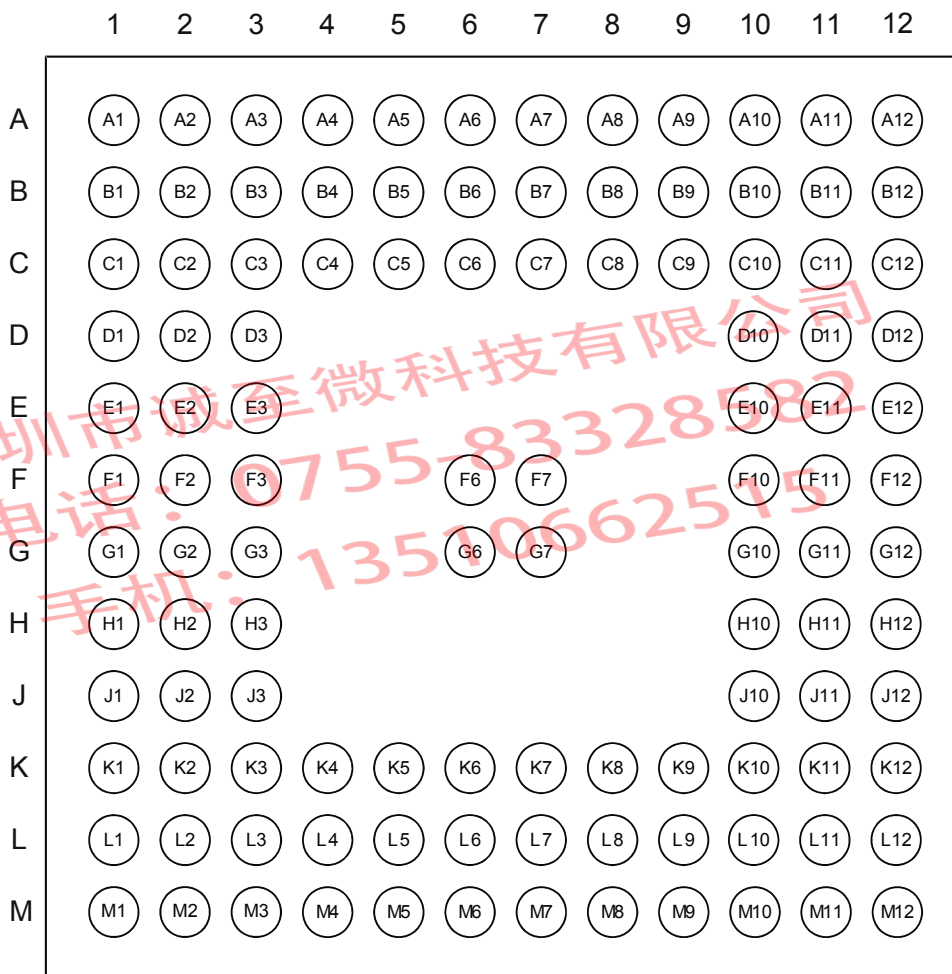 1 2 3 4 5 6 7 8 9 10 11 12
A A1 A2 A3 A4 A5 A6 A7 A8 A9 A10 A11 A12
B B1 B2 B3 B4 B5 B6 B7 B8 B9 B10 B11 B12
C C1 C2 C3 C4 C5 C6 C7 C8 C9 C10 C11 C12
D D1 D2 D3 D10 D11 D12
E E1 E2 E3 E10 E11 E12
F F1 F2 F3 F6 F7 F10 F11 F12
G G1 G2 G3 G6 G7 G10 G11 G12
H H1 H2 H3 H10 H11 H12
J J1 J2 J3 J10 J11 J12
K K1 K2 K3 K4 K5 K6 K7 K8 K9 K10 K11 K12
L L1 L2 L3 L4 L5 L6 L7 L8 L9 L10 L11 L12
M M1 M2 M3 M4 M5 M6 M7 M8 M9 M10 M11 M12
圳市诚至微科技有限公司
电话：0755-83328582
手机：13510662515